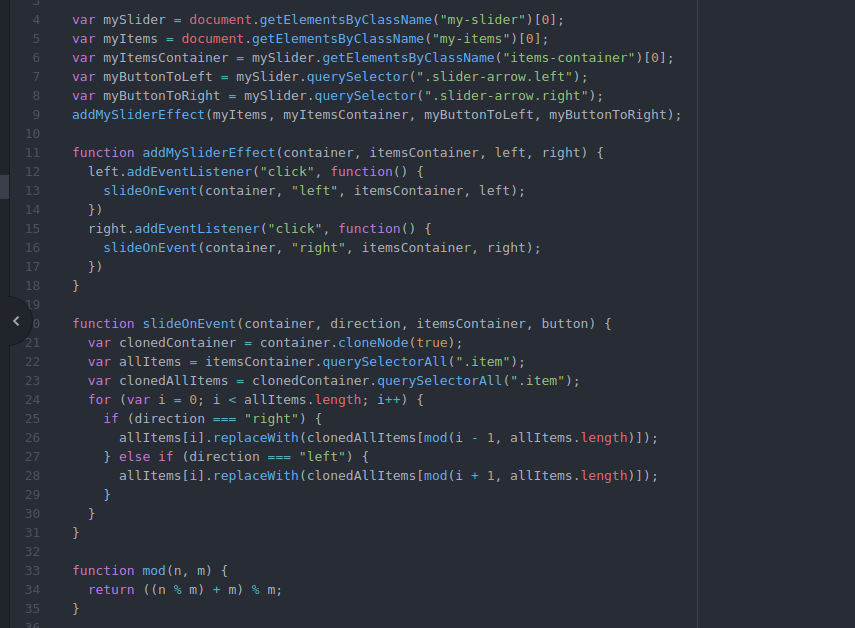 3
4 var mySlider = document.getElementsByClassName("my-slider")[0];
5 var myItems = document.getElementsByClassName("my-items")[0];
6 var myItemsContainer = mySlider.getElementsByClassName("items-container")[0];
7 var myButtonToLeft = mySlider.querySelector(".slider-arrow.left");
8 var myButtonToRight = mySlider.querySelector(".slider-arrow.right");
9 addMySliderEffect(myItems, myItemsContainer, myButtonToLeft, myButtonToRight);
10
11 function addMySliderEffect(container, itemsContainer, left, right) {
12   left.addEventListener("click", function() {
13     slideOnEvent(container, "left", itemsContainer, left);
14   })
15   right.addEventListener("click", function() {
16     slideOnEvent(container, "right", itemsContainer, right);
17   })
18 }
19
20 function slideOnEvent(container, direction, itemsContainer, button) {
21   var clonedContainer = container.cloneNode(true);
22   var allItems = itemsContainer.querySelectorAll(".item");
23   var clonedAllItems = clonedContainer.querySelectorAll(".item");
24   for (var i = 0; i < allItems.length; i++) {
25     if (direction === "right") {
26       allItems[i].replaceWith(clonedAllItems[mod(i - 1, allItems.length)]);
27     } else if (direction === "left") {
28       allItems[i].replaceWith(clonedAllItems[mod(i + 1, allItems.length)]);
29     }
30   }
31 }
32
33 function mod(n, m) {
34   return ((n % m) + m) % m;
35 }
36